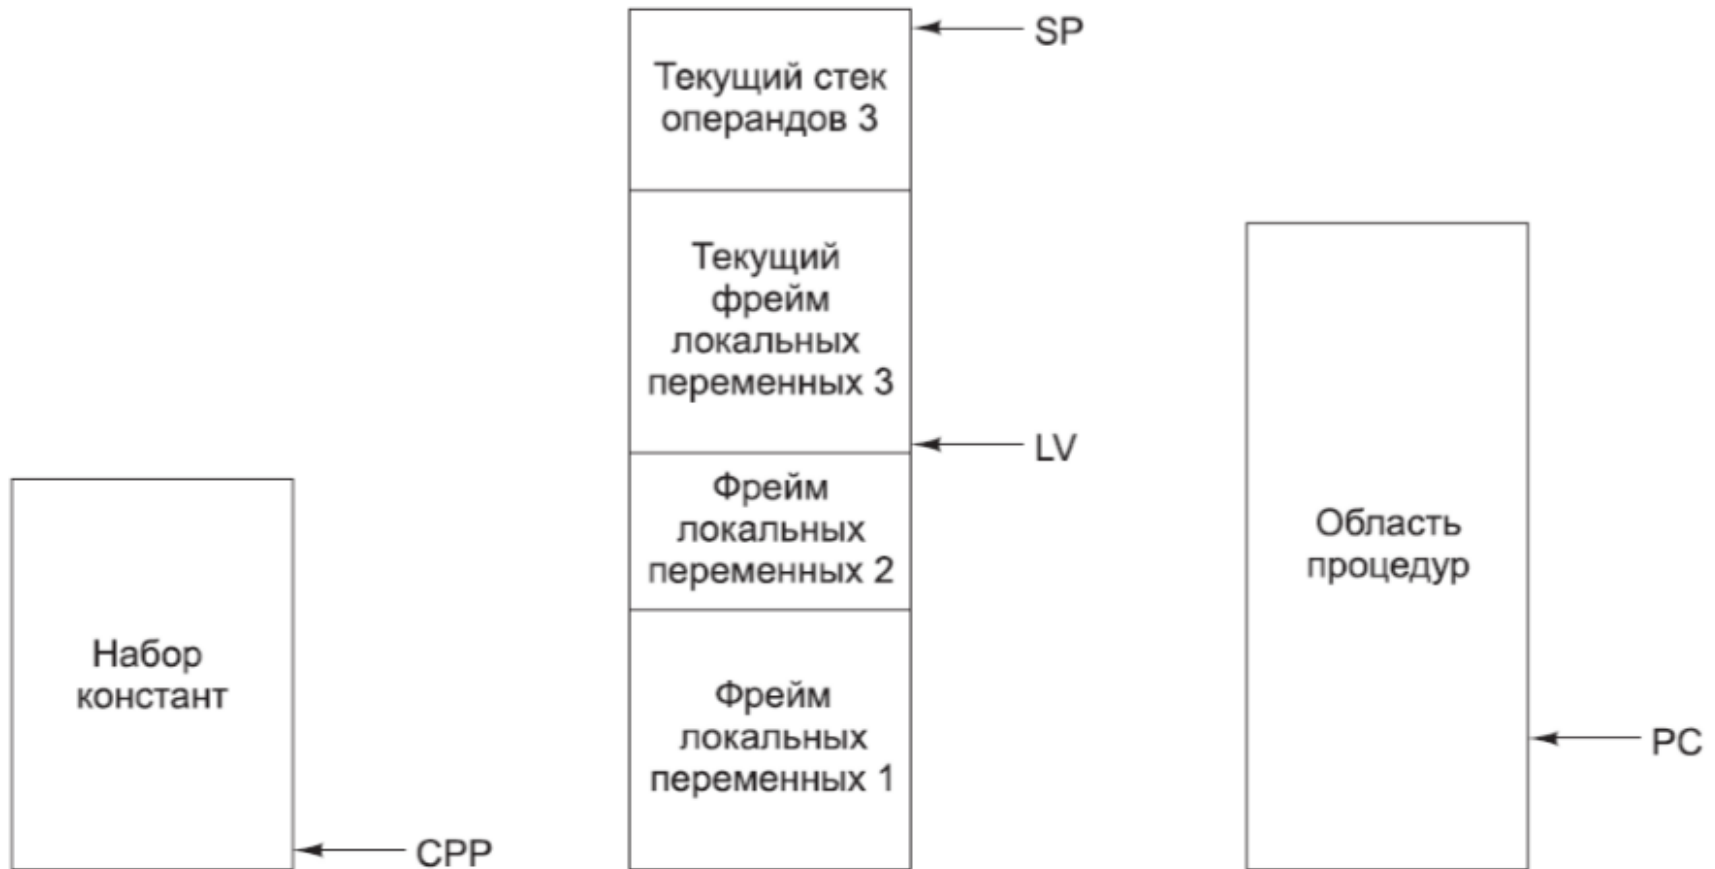 SP
Текущий стек
операндов 3
Текущий
фрейм
локальных
переменных 3
LV
Фрейм
локальных
переменных 2
Фрейм
локальных
переменных 1
Набор
констант
CPP
Область
процедур
PC